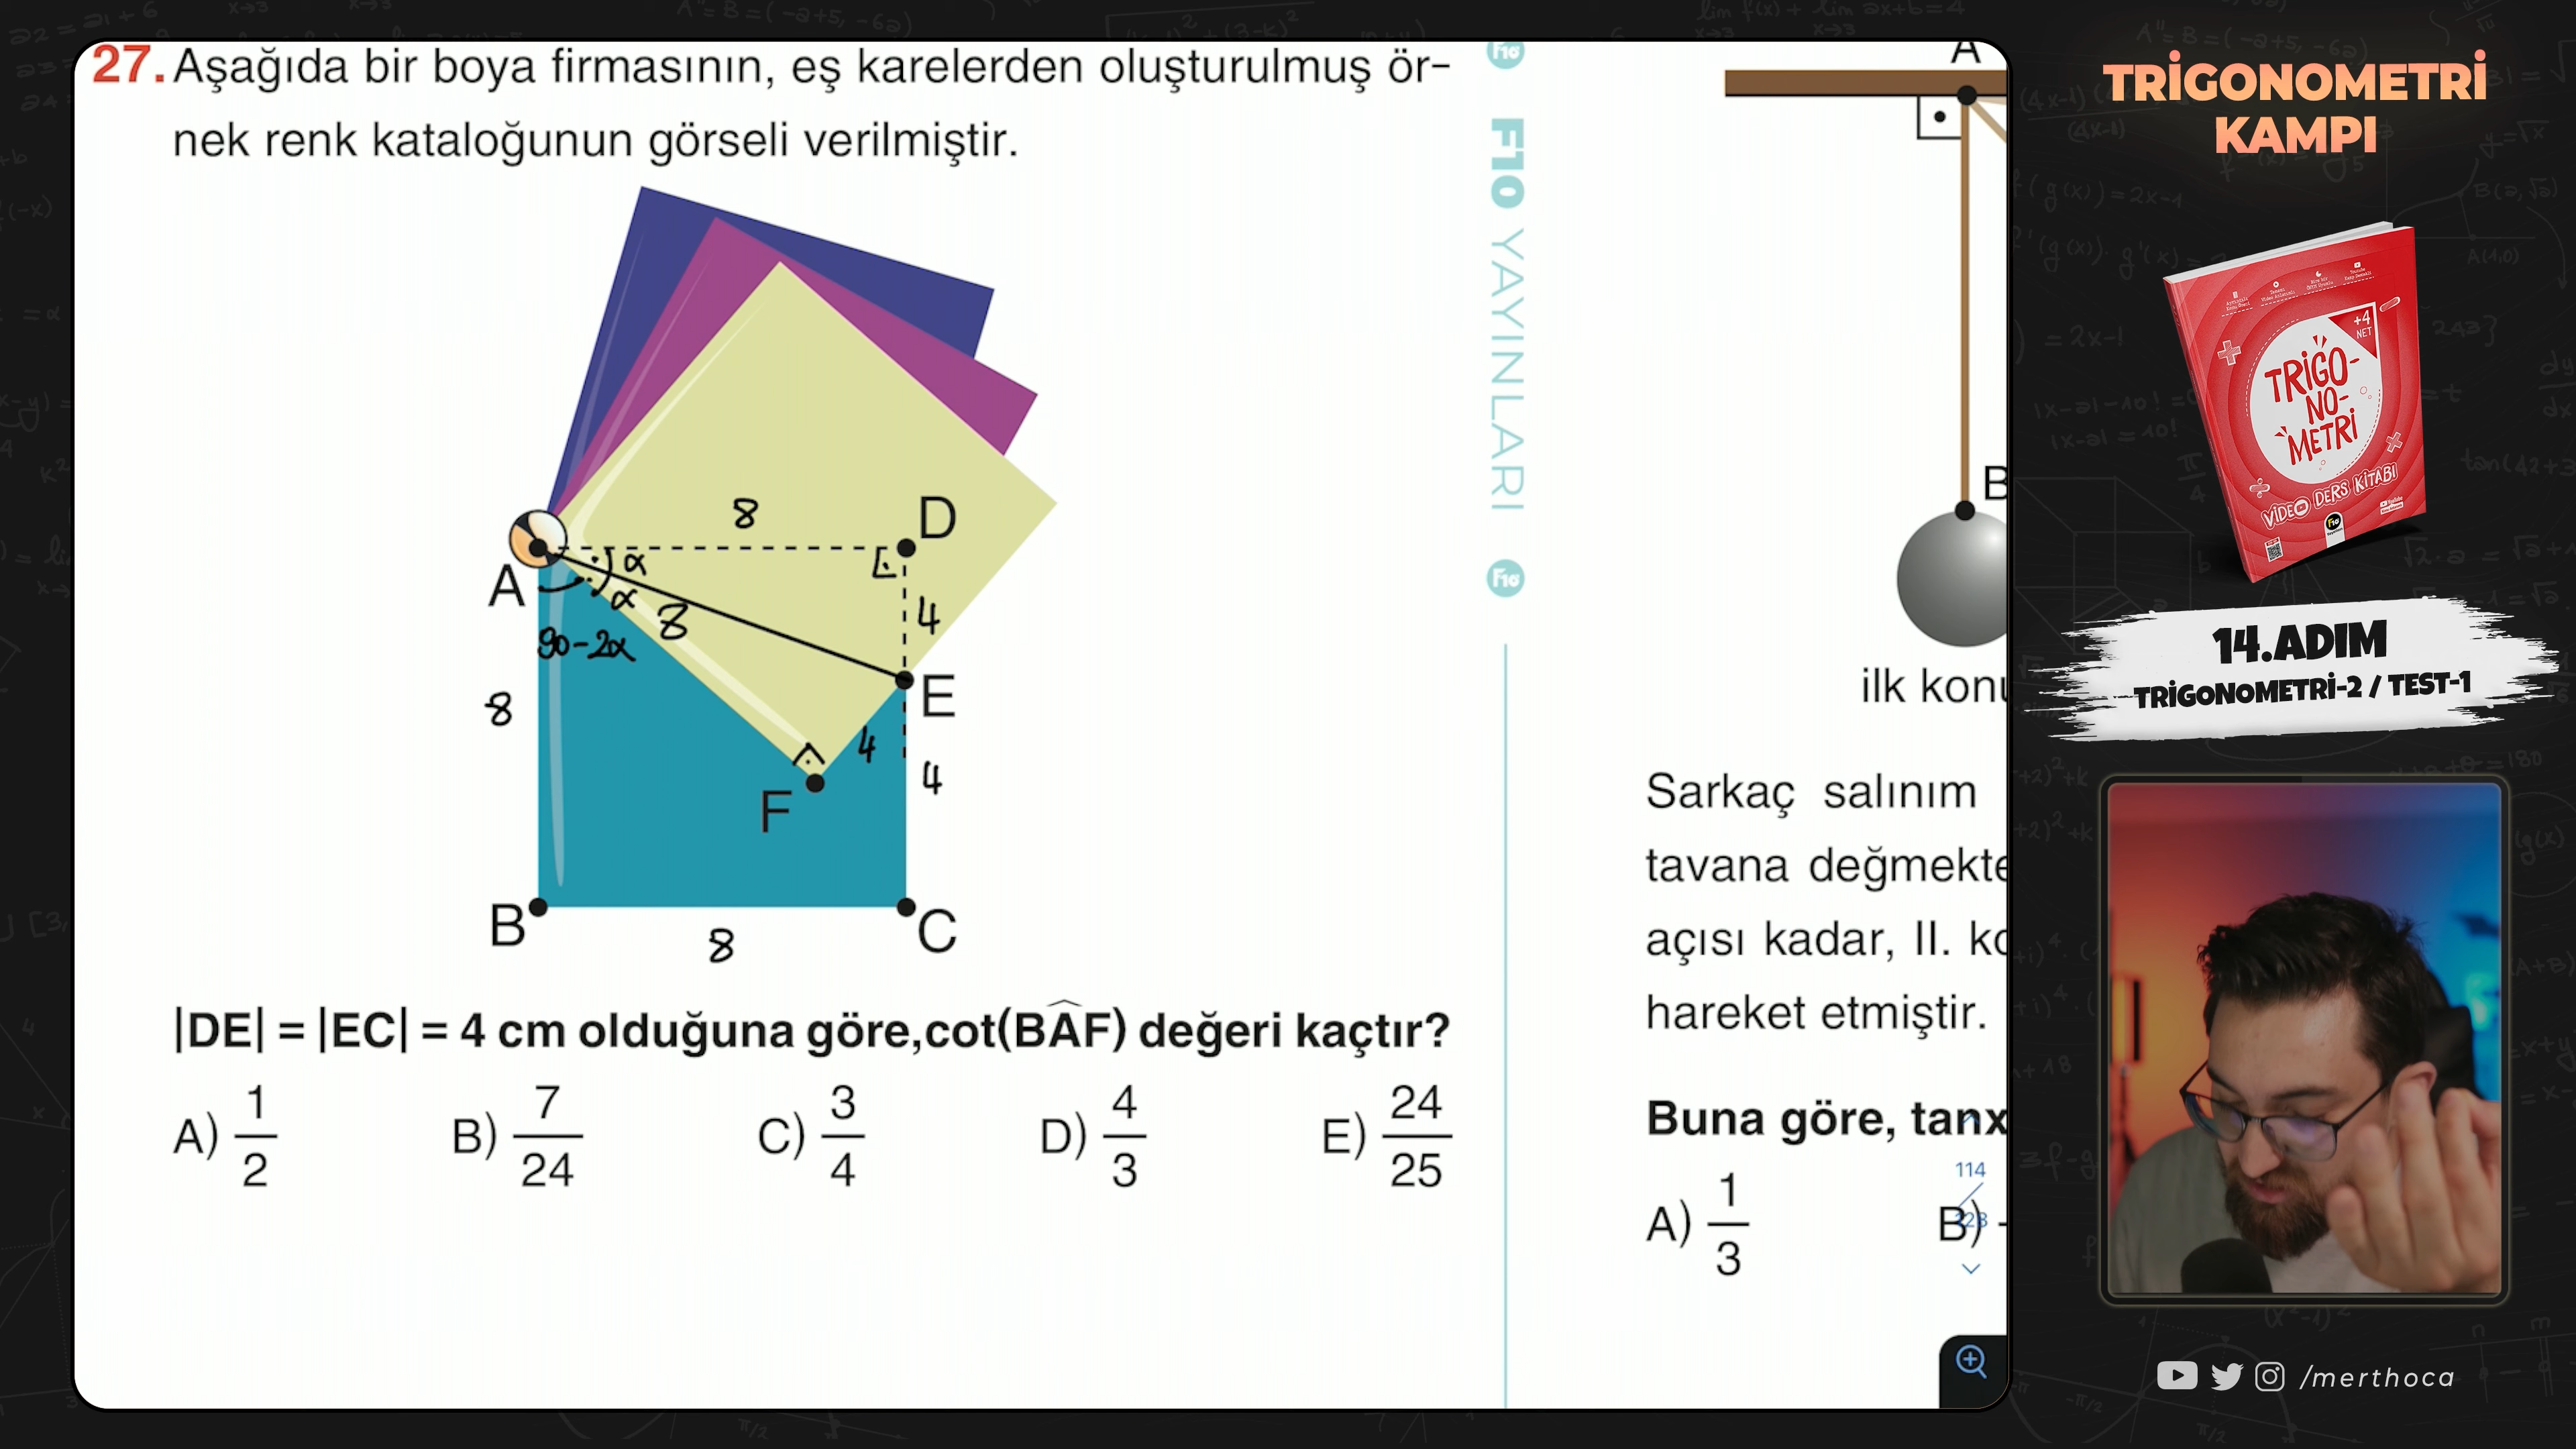 27. Aşağıda bir boya firmasının, eş karelerden oluşturulmuş ör-
nek renk kataloğunun görseli verilmiştir.
8
D
A
α
α
8
4
90-2α
8
E
4
4
F
B
C
8
|DE| = |EC| = 4 cm olduğuna göre,cot(BAF) değeri kaçtır?
A) 1/2 B) 7/24 C) 3/4 D) 4/3 E) 24/25
F10 YAYINLARI
A
B
ilk konu
Sarkaç salınım
tavana değmekte
açısı kadar, II. ko
hareket etmiştir.
Buna göre, tanx
A) 1/3 B)
114
128
TRİGONOMETRİ
KAMPI
+4
NET
TRİGO-
NO-
METRİ
VİDEO DERS KİTABI
14.ADIM
TRİGONOMETRİ-2 / TEST-1
/merthoca